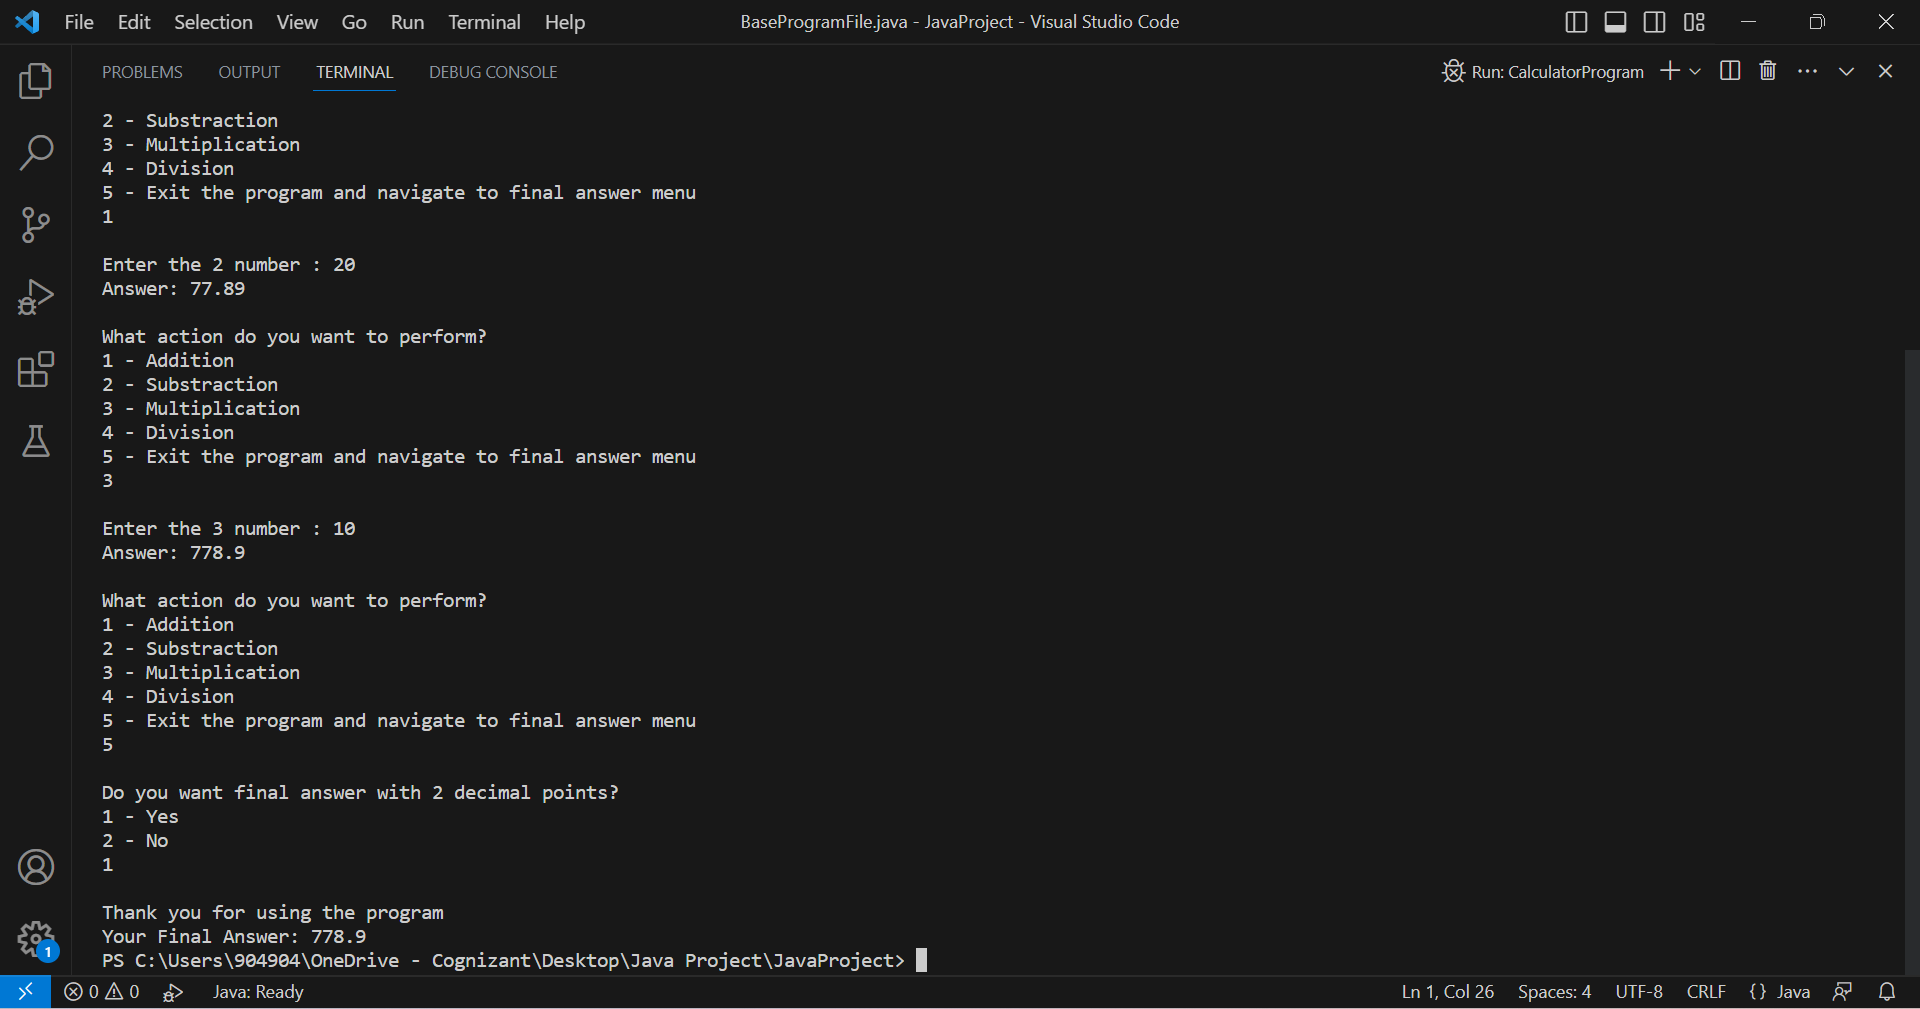 File Edit Selection View Go Run Terminal Help BaseProgramFile.java - JavaProject - Visual Studio Code
PROBLEMS OUTPUT TERMINAL DEBUG CONSOLE Run: CalculatorProgram
2 - Substraction
3 - Multiplication
4 - Division
5 - Exit the program and navigate to final answer menu
1
Enter the 2 number : 20
Answer: 77.89
What action do you want to perform?
1 - Addition
2 - Substraction
3 - Multiplication
4 - Division
5 - Exit the program and navigate to final answer menu
3
Enter the 3 number : 10
Answer: 778.9
What action do you want to perform?
1 - Addition
2 - Substraction
3 - Multiplication
4 - Division
5 - Exit the program and navigate to final answer menu
5
Do you want final answer with 2 decimal points?
1 - Yes
2 - No
1
Thank you for using the program
Your Final Answer: 778.9
1
PS C:\Users\904904\OneDrive - Cognizant\Desktop\Java Project\JavaProject>
0 0 Java: Ready Ln 1, Col 26 Spaces: 4 UTF-8 CRLF {} Java